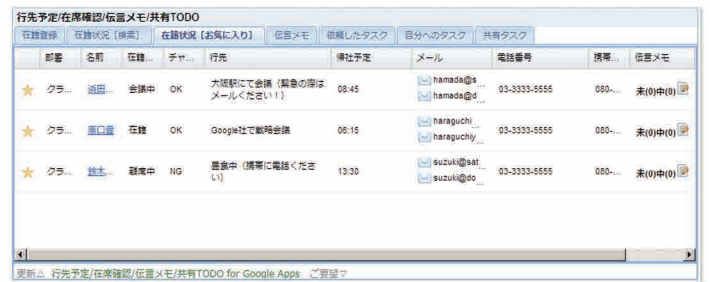 行先予定/在席確認/伝言メモ/共有TODO
在籍登録 在籍状況 [検索] 在籍状況 [お気に入り] 伝言メモ 依頼したタスク 自分へのタスク 共有タスク
部署 名前 在籍... チャ... 行先 帰社予定 メール 電話番号 携帯... 伝言メモ
クラ... 浜田... 会議中 OK 大阪駅にて会議（緊急の際は 08:45 hamada@s... 03-3333-5555 080-... 未(0)中(0)
メールください！） hamada@d...
クラ... 原口豊 在籍 OK Google社で戦略会議 06:15 haraguchi... 03-3333-5555 080-... 未(0)中(0)
haraguchiy...
クラ... 鈴木... 離席中 NG 昼食中（携帯に電話くださ 13:30 suzuki@sat... 03-3333-5555 080-... 未(0)中(0)
い） suzuki@do...
更新△ 行先予定/在席確認/伝言メモ/共有TODO for Google Apps ご要望▽